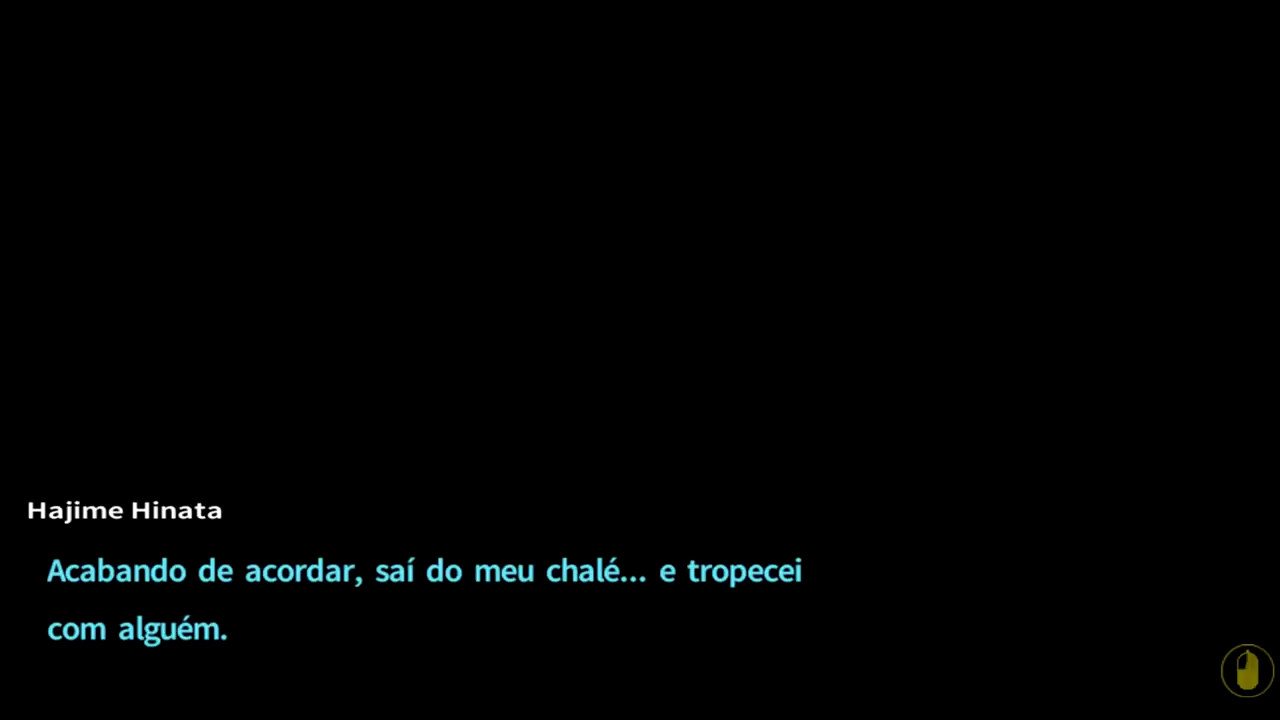 Hajime Hinata
Acabando de acordar, saí do meu chalé... e tropecei
com alguém.